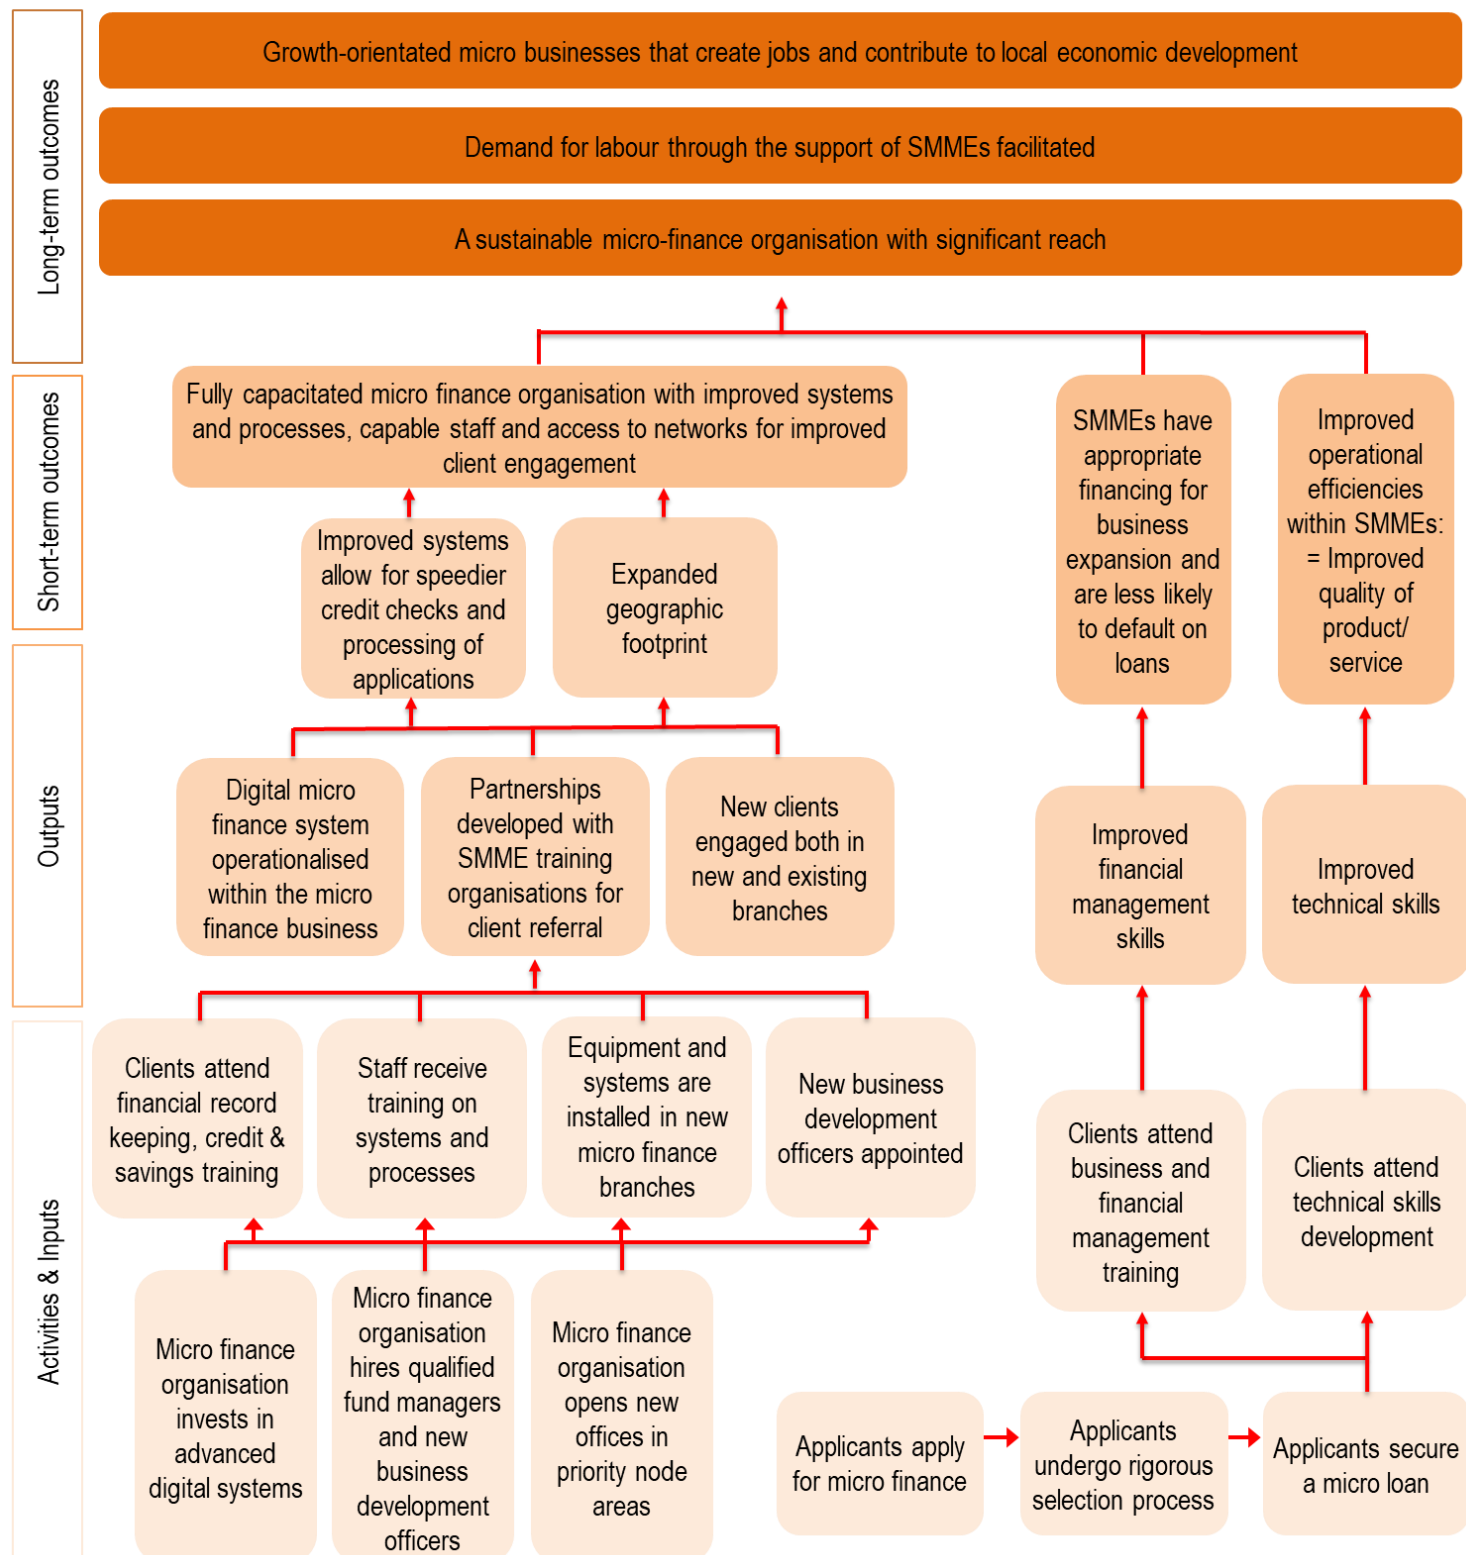 Long-term outcomes
Growth-orientated micro businesses that create jobs and contribute to local economic development
Demand for labour through the support of SMMEs facilitated
A sustainable micro-finance organisation with significant reach
Short-term outcomes
Fully capacitated micro finance organisation with improved systems
and processes, capable staff and access to networks for improved
client engagement
SMMEs have
appropriate
financing for
business
expansion and
are less likely
to default on
loans
Improved
operational
efficiencies
within SMMEs:
= Improved
quality of
product/
service
Improved systems
allow for speedier
credit checks and
processing of
applications
Expanded
geographic
footprint
Outputs
Digital micro
finance system
operationalised
within the micro
finance business
Partnerships
developed with
SMME training
organisations for
client referral
New clients
engaged both in
new and existing
branches
Improved
financial
management
skills
Improved
technical skills
Activities & Inputs
Clients attend
financial record
keeping, credit &
savings training
Staff receive
training on
systems and
processes
Equipment and
systems are
installed in new
micro finance
branches
New business
development
officers appointed
Clients attend
business and
financial
management
training
Clients attend
technical skills
development
Micro finance
organisation
invests in
advanced
digital systems
Micro finance
organisation
hires qualified
fund managers
and new
business
development
officers
Micro finance
organisation
opens new
offices in
priority node
areas
Applicants apply
for micro finance
Applicants
undergo rigorous
selection process
Applicants secure
a micro loan